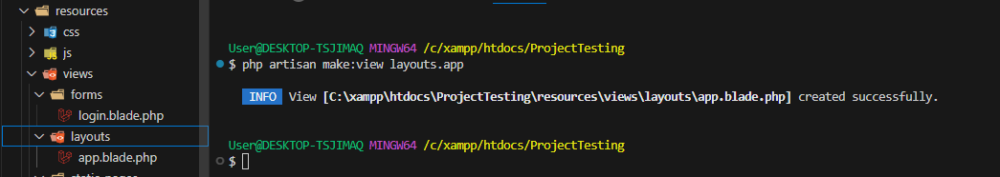 resources
css
js
views
forms
login.blade.php
layouts
app.blade.php
User@DESKTOP-TSJIMAQ MINGW64 /c/xampp/htdocs/ProjectTesting
$ php artisan make:view layouts.app
INFO View [C:\xampp\htdocs\ProjectTesting\resources\views\layouts\app.blade.php] created successfully.
User@DESKTOP-TSJIMAQ MINGW64 /c/xampp/htdocs/ProjectTesting
$